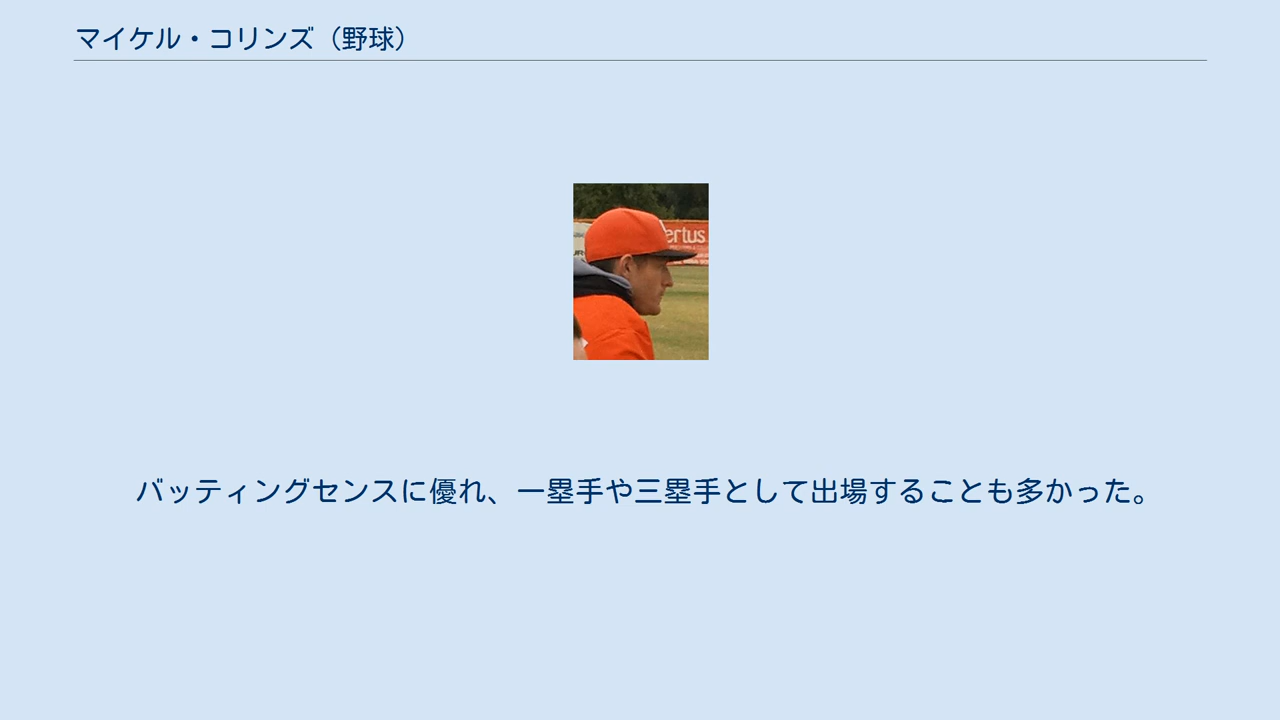 マイケル・コリンズ（野球）
ertus
バッティングセンスに優れ、一塁手や三塁手として出場することも多かった。